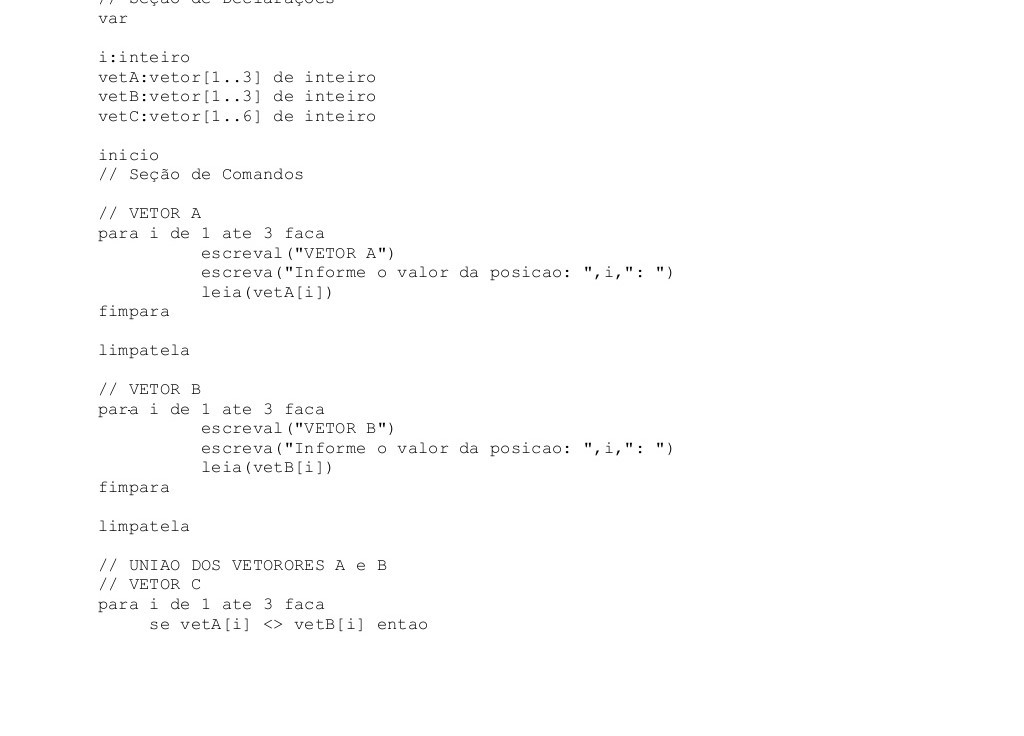 // Seção de Declarações
var
i:inteiro
vetA:vetor[1..3] de inteiro
vetB:vetor[1..3] de inteiro
vetC:vetor[1..6] de inteiro
inicio
// Seção de Comandos
// VETOR A
para i de 1 ate 3 faca
escreval("VETOR A")
escreva("Informe o valor da posicao: ",i,": ")
leia(vetA[i])
fimpara
limpatela
// VETOR B
para i de 1 ate 3 faca
escreval("VETOR B")
escreva("Informe o valor da posicao: ",i,": ")
leia(vetB[i])
fimpara
limpatela
// UNIAO DOS VETORORES A e B
// VETOR C
para i de 1 ate 3 faca
se vetA[i] <> vetB[i] entao